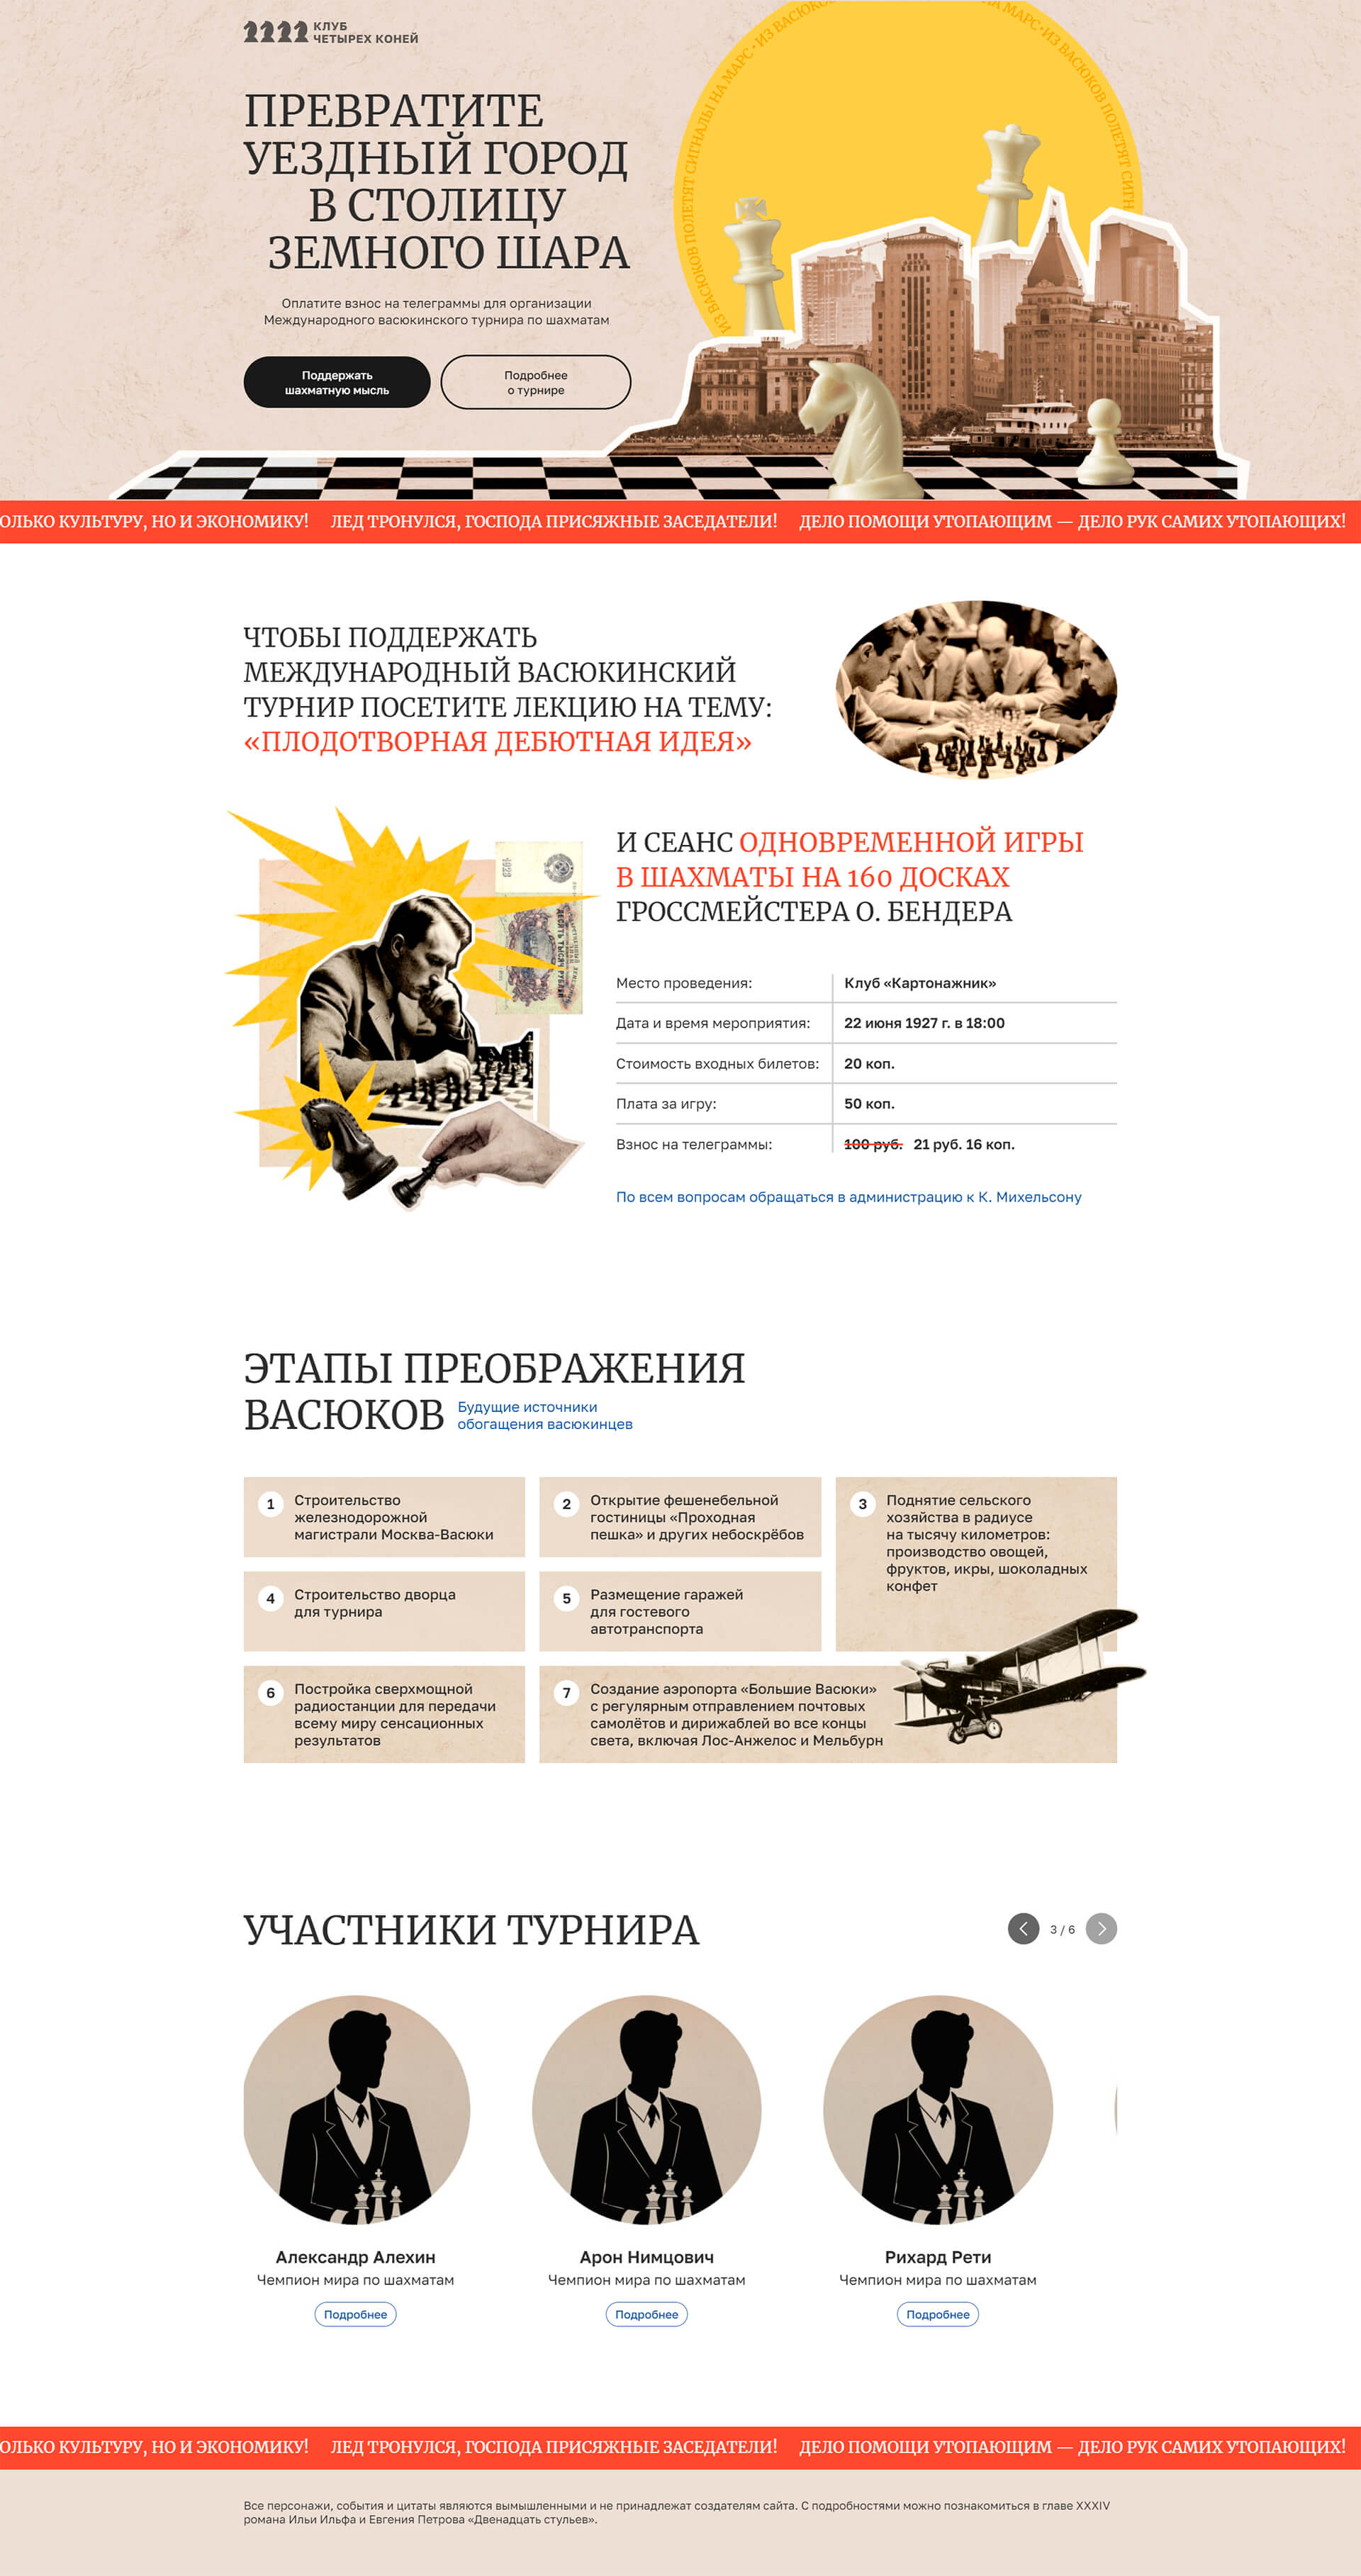 КЛУБ
ЧЕТЫРЕХ КОНЕЙ
ИЗ ВАСЮКОВ ПОЛЕТЯТ СИГНАЛЫ НА МАРС • ИЗ ВАСЮКО
И МАРС • ИЗ ВАСЮКОВ ПОЛЕТЯТ СИГН
ПРЕВРАТИТЕ
УЕЗДНЫЙ ГОРОД
В СТОЛИЦУ
ЗЕМНОГО ШАРА
Оплатите взнос на телеграммы для организации
Международного васюкинского турнира по шахматам
Поддержать
шахматную мысль
Подробнее
о турнире
ОЛЬКО КУЛЬТУРУ, НО И ЭКОНОМИКУ! ЛЕД ТРОНУЛСЯ, ГОСПОДА ПРИСЯЖНЫЕ ЗАСЕДАТЕЛИ! ДЕЛО ПОМОЩИ УТОПАЮЩИМ — ДЕЛО РУК САМИХ УТОПАЮЩИХ!
ЧТОБЫ ПОДДЕРЖАТЬ
МЕЖДУНАРОДНЫЙ ВАСЮКИНСКИЙ
ТУРНИР ПОСЕТИТЕ ЛЕКЦИЮ НА ТЕМУ:
«ПЛОДОТВОРНАЯ ДЕБЮТНАЯ ИДЕЯ»
1923
И СЕАНС ОДНОВРЕМЕННОЙ ИГРЫ
В ШАХМАТЫ НА 160 ДОСКАХ
ГРОССМЕЙСТЕРА О. БЕНДЕРА
Место проведения: Клуб «Картонажник»
Дата и время мероприятия: 22 июня 1927 г. в 18:00
Стоимость входных билетов: 20 коп.
Плата за игру: 50 коп.
Взнос на телеграммы: 100 руб. 21 руб. 16 коп.
По всем вопросам обращаться в администрацию к К. Михельсону
ЭТАПЫ ПРЕОБРАЖЕНИЯ
ВАСЮКОВ
Будущие источники
обогащения васюкинцев
1
Строительство
железнодорожной
магистрали Москва-Васюки
2
Открытие фешенебельной
гостиницы «Проходная
пешка» и других небоскрёбов
3
Поднятие сельского
хозяйства в радиусе
на тысячу километров:
производство овощей,
фруктов, икры, шоколадных
конфет
4
Строительство дворца
для турнира
5
Размещение гаражей
для гостевого
автотранспорта
6
Постройка сверхмощной
радиостанции для передачи
всему миру сенсационных
результатов
7
Создание аэропорта «Большие Васюки»
с регулярным отправлением почтовых
самолётов и дирижаблей во все концы
света, включая Лос-Анжелос и Мельбурн
УЧАСТНИКИ ТУРНИРА
3 / 6
Александр Алехин
Чемпион мира по шахматам
Подробнее
Арон Нимцович
Чемпион мира по шахматам
Подробнее
Рихард Рети
Чемпион мира по шахматам
Подробнее
ОЛЬКО КУЛЬТУРУ, НО И ЭКОНОМИКУ! ЛЕД ТРОНУЛСЯ, ГОСПОДА ПРИСЯЖНЫЕ ЗАСЕДАТЕЛИ! ДЕЛО ПОМОЩИ УТОПАЮЩИМ — ДЕЛО РУК САМИХ УТОПАЮЩИХ!
Все персонажи, события и цитаты являются вымышленными и не принадлежат создателям сайта. С подробностями можно познакомиться в главе XXXIV
романа Ильи Ильфа и Евгения Петрова «Двенадцать стульев».